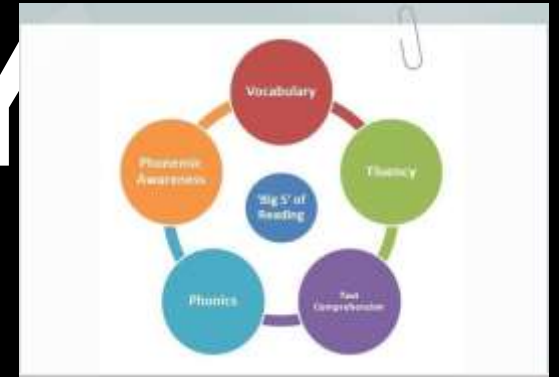 Vocabulary
Phonemic
Awareness
Fluency
'Big 5' of
Reading
Phonics
Text
Comprehension